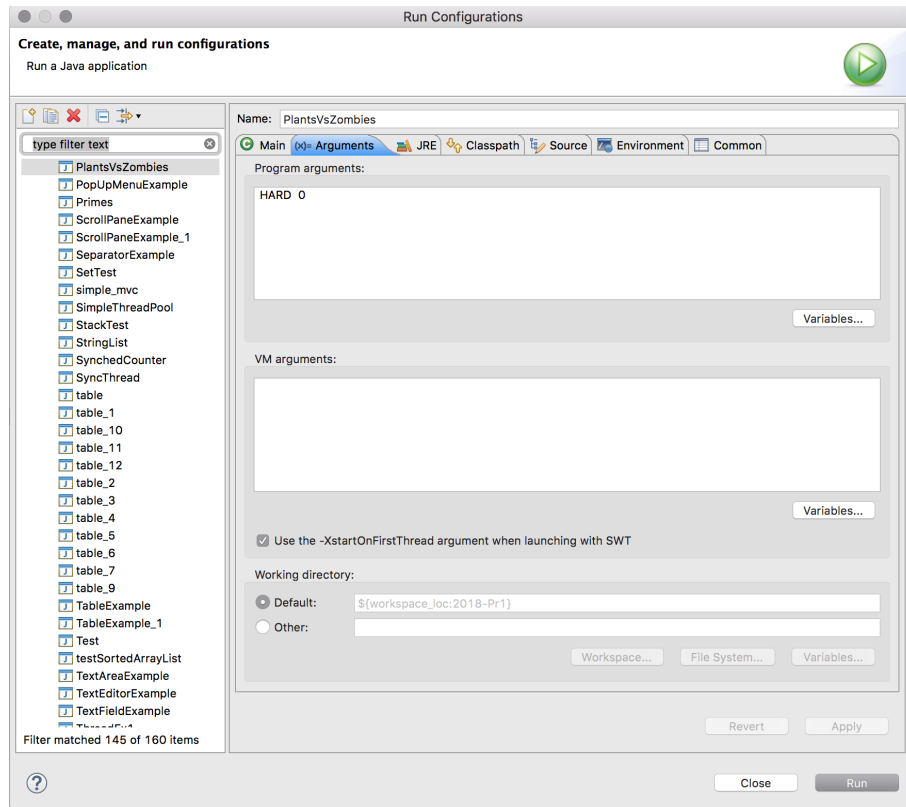 Run Configurations
Create, manage, and run configurations
Run a Java application
type filter text
PlantsVsZombies
PopUpMenuExample
Primes
ScrollPaneExample
ScrollPaneExample_1
SeparatorExample
SetTest
simple_mvc
SimpleThreadPool
StackTest
StringList
SynchedCounter
SyncThread
table
table_1
table_10
table_11
table_12
table_2
table_3
table_4
table_5
table_6
table_7
table_9
TableExample
TableExample_1
Test
testSortedArrayList
TextAreaExample
TextEditorExample
TextFieldExample
Filter matched 145 of 160 items
Name: PlantsVsZombies
Main (x)= Arguments JRE Classpath Source Environment Common
Program arguments:
HARD 0
Variables...
VM arguments:
Variables...
Use the -XstartOnFirstThread argument when launching with SWT
Working directory:
Default: ${workspace_loc:2018-Pr1}
Other:
Workspace... File System... Variables...
Revert Apply
? Close Run